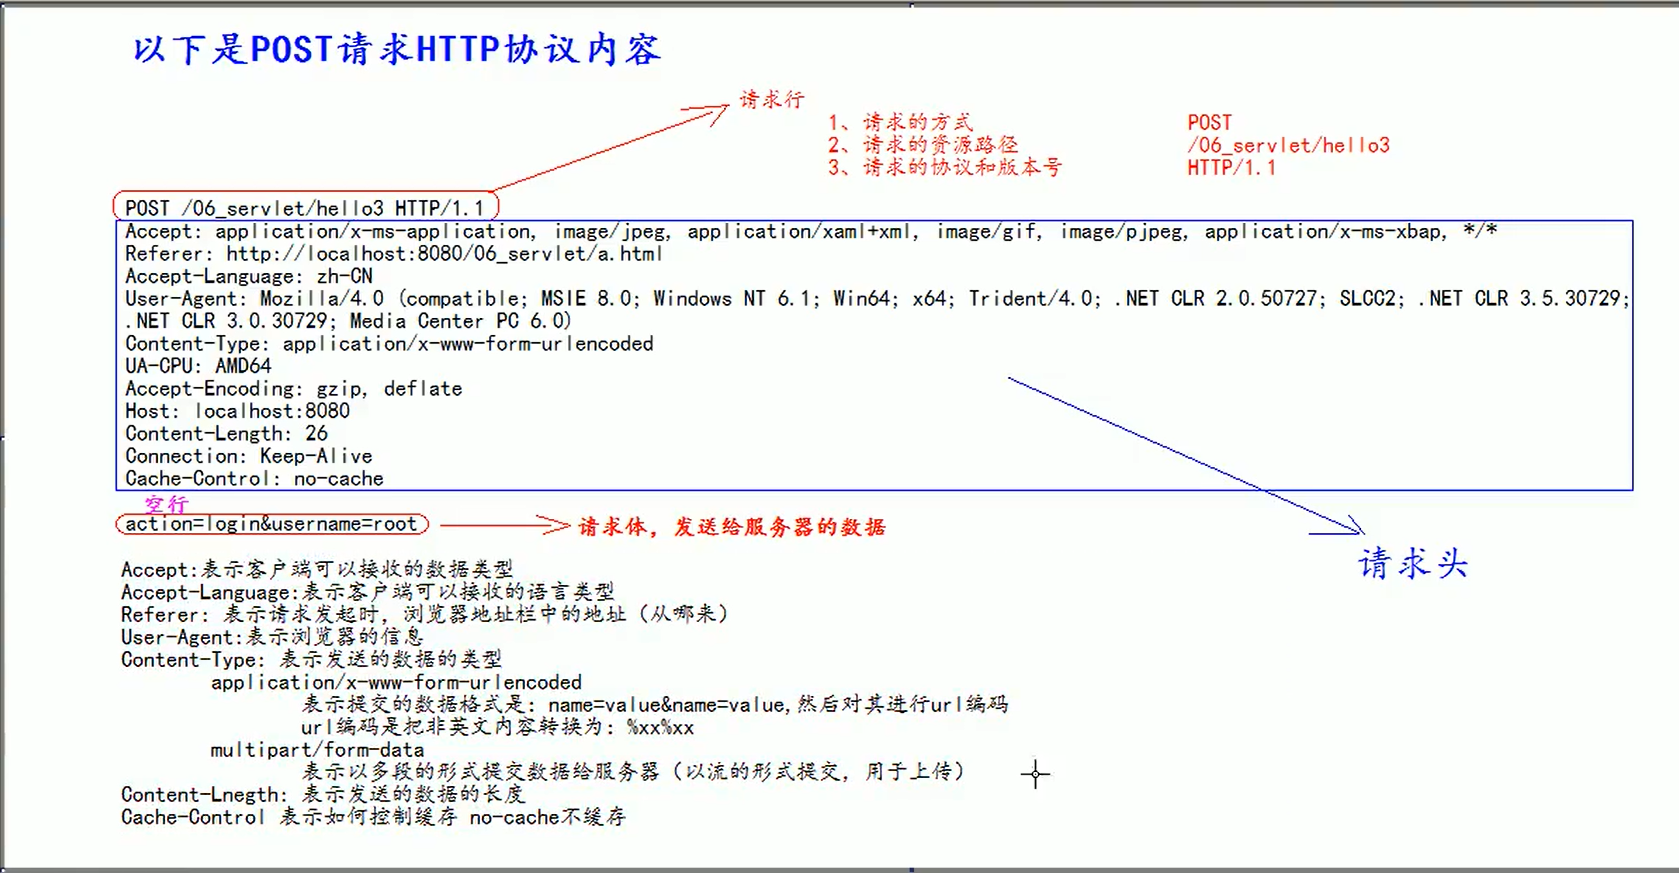 以下是POST请求HTTP协议内容
请求行
1、请求的方式 POST
2、请求的资源路径 /06_servlet/hello3
3、请求的协议和版本号 HTTP/1.1
POST /06_servlet/hello3 HTTP/1.1
Accept: application/x-ms-application, image/jpeg, application/xaml+xml, image/gif, image/pjpeg, application/x-ms-xbap, */*
Referer: http://localhost:8080/06_servlet/a.html
Accept-Language: zh-CN
User-Agent: Mozilla/4.0 (compatible; MSIE 8.0; Windows NT 6.1; Win64; x64; Trident/4.0; .NET CLR 2.0.50727; SLCC2; .NET CLR 3.5.30729;
.NET CLR 3.0.30729; Media Center PC 6.0)
Content-Type: application/x-www-form-urlencoded
UA-CPU: AMD64
Accept-Encoding: gzip, deflate
Host: localhost:8080
Content-Length: 26
Connection: Keep-Alive
Cache-Control: no-cache
空行
action=login&username=root
请求体，发送给服务器的数据
请求头
Accept:表示客户端可以接收的数据类型
Accept-Language:表示客户端可以接收的语言类型
Referer: 表示请求发起时，浏览器地址栏中的地址（从哪来）
User-Agent:表示浏览器的信息
Content-Type: 表示发送的数据的类型
application/x-www-form-urlencoded
表示提交的数据格式是：name=value&name=value,然后对其进行url编码
url编码是把非英文内容转换为：%xx%xx
multipart/form-data
表示以多段的形式提交数据给服务器（以流的形式提交，用于上传）
Content-Lnegth: 表示发送的数据的长度
Cache-Control 表示如何控制缓存 no-cache不缓存